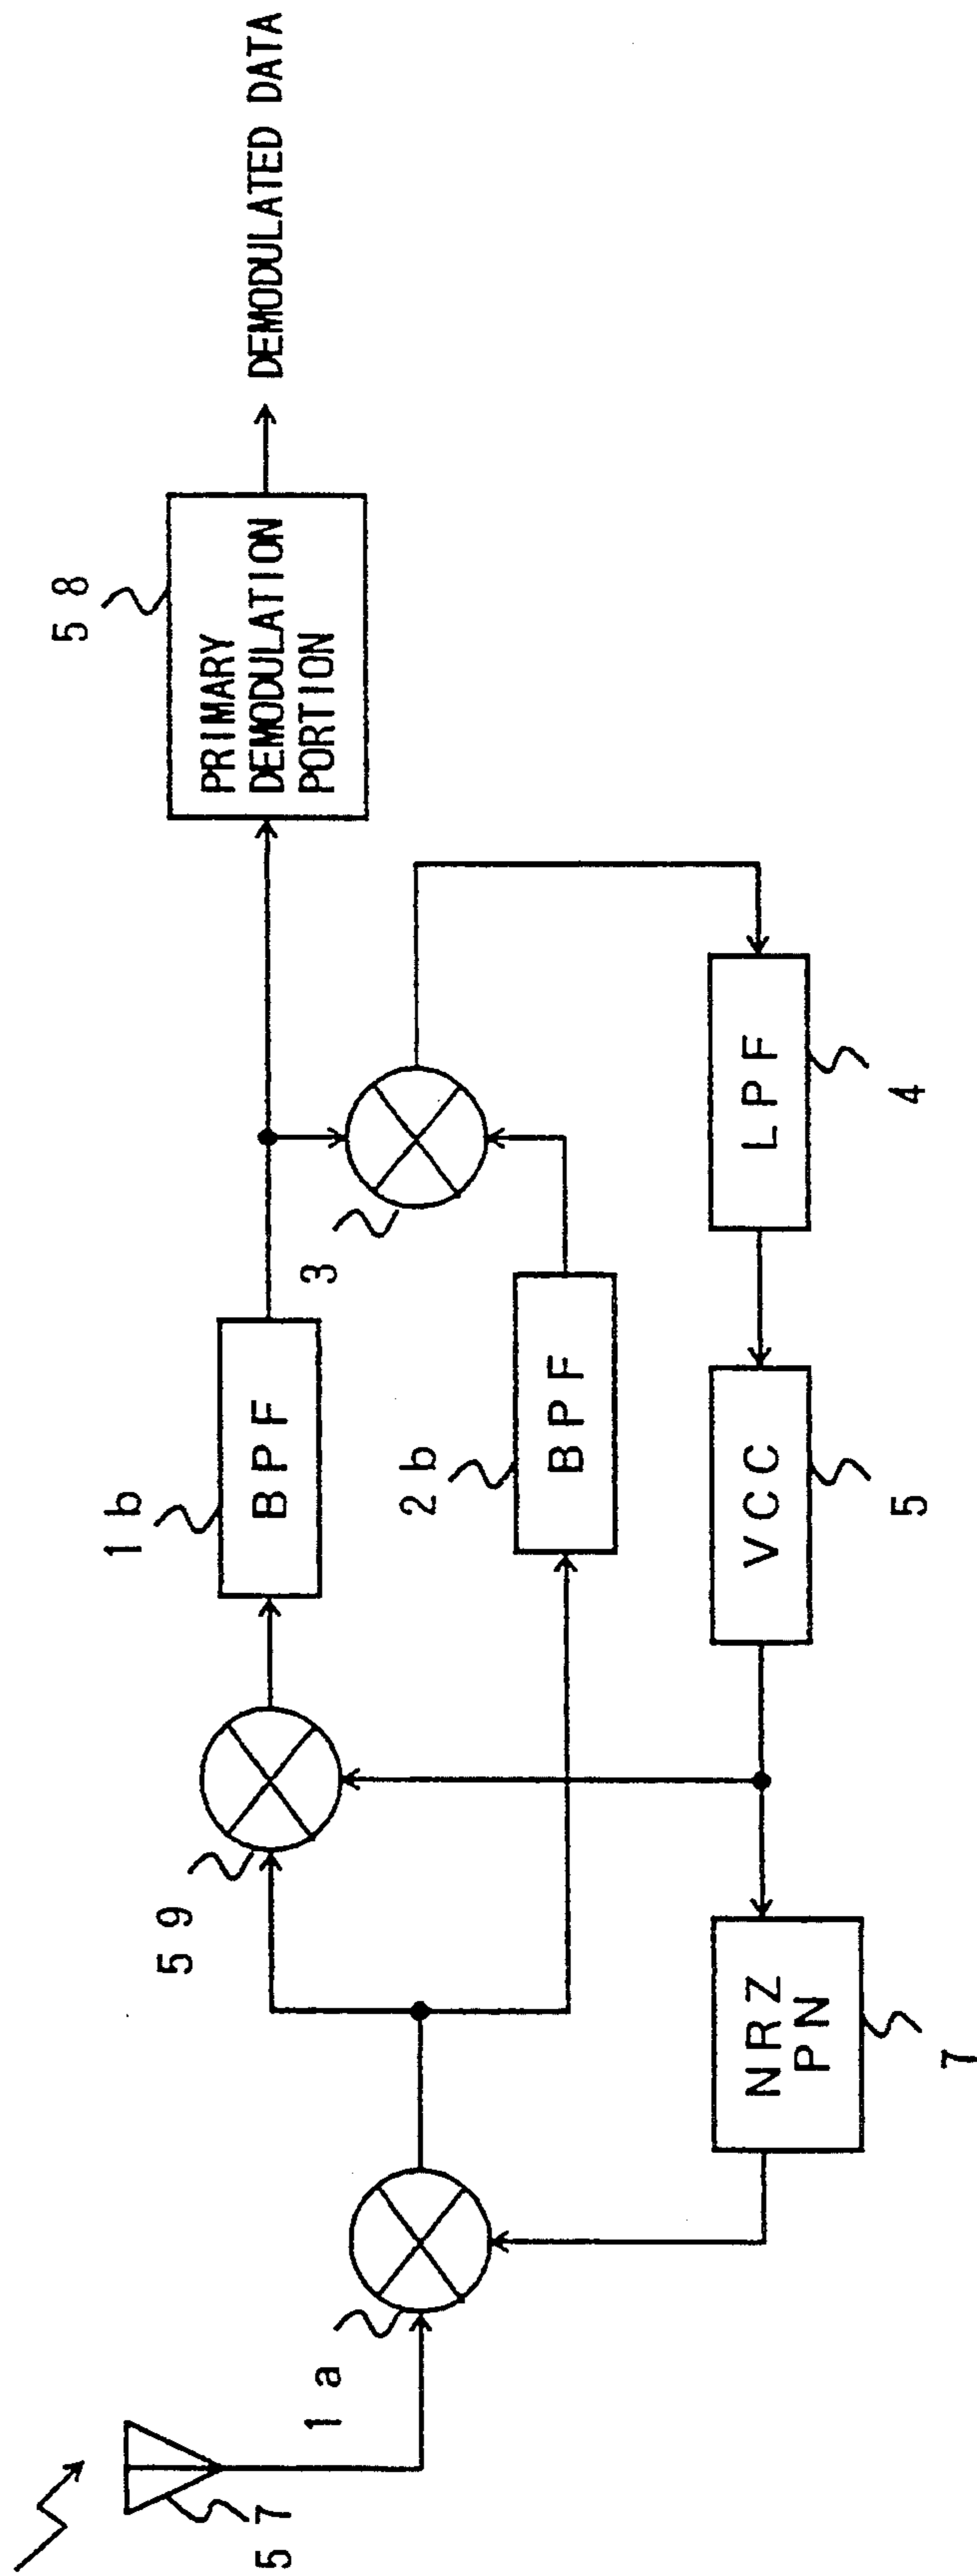 57
1a
59
1b
BPF
2b
BPF
3
58
PRIMARY
DEMODULATION
PORTION
DEMODULATED DATA
NRZ
PN
7
VCC
5
LPF
4